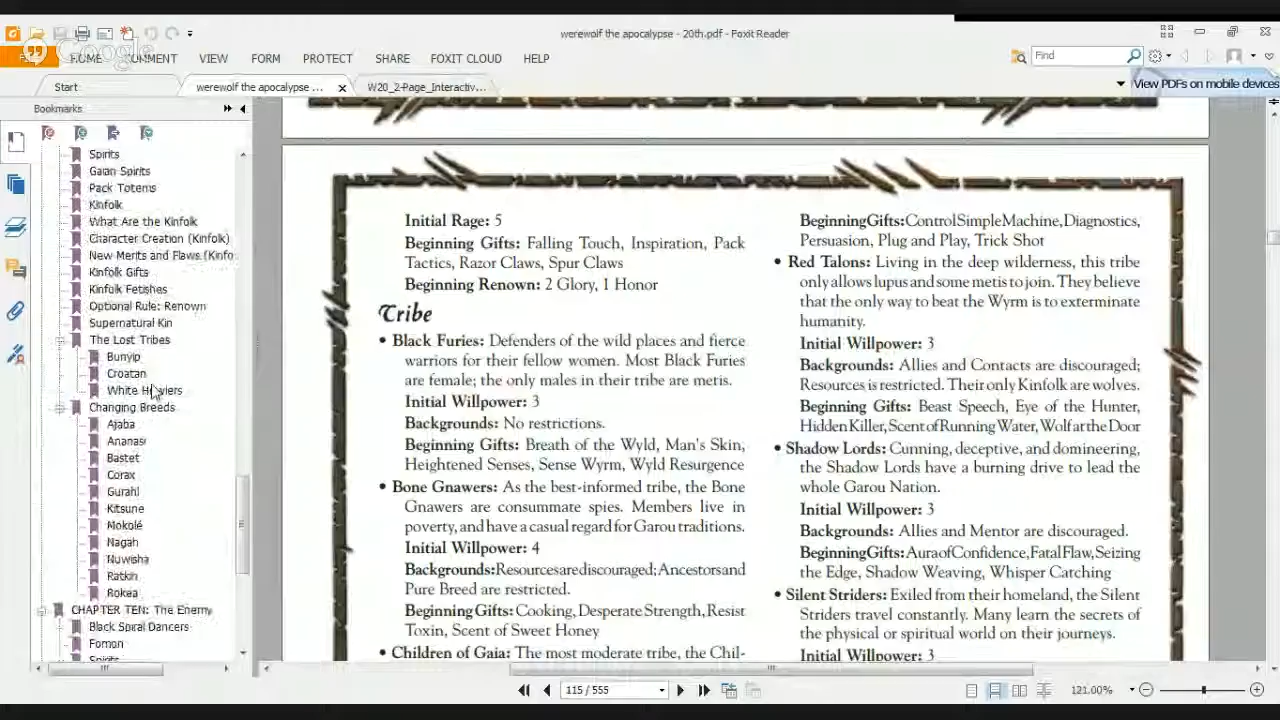 werewolf the apocalypse - 20th.pdf - Foxit Reader
Google
HOME
VIEW
FORM
PROTECT
SHARE
FOXIT CLOUD
HELP
Find
Start
werewolf the apocalypse ...
W20_2-Page_Interactiv...
View PDFs on mobile devices
Bookmarks
Spirits
Gaian Spirits
Pack Totems
Kinfolk
What Are the Kinfolk
Character Creation (Kinfolk)
New Merits and Flaws (Kinfo
Kinfolk Gifts
Kinfolk Fetishes
Optional Rule: Renown
Supernatural Kin
The Lost Tribes
Bunyip
Croatan
White Howlers
Changing Breeds
Ajaba
Ananasi
Bastet
Corax
Gurahl
Kitsune
Mokolé
Nagah
Nuwisha
Ratkin
Rokea
CHAPTER TEN: The Enemy
Black Spiral Dancers
Fomori
Spirits
Initial Rage: 5
Beginning Gifts: Falling Touch, Inspiration, Pack
Tactics, Razor Claws, Spur Claws
Beginning Renown: 2 Glory, 1 Honor
Tribe
• Black Furies: Defenders of the wild places and fierce
warriors for their fellow women. Most Black Furies
are female; the only males in their tribe are metis.
Initial Willpower: 3
Backgrounds: No restrictions.
Beginning Gifts: Breath of the Wyld, Man's Skin,
Heightened Senses, Sense Wyrm, Wyld Resurgence
• Bone Gnawers: As the best-informed tribe, the Bone
Gnawers are consummate spies. Members live in
poverty, and have a casual regard for Garou traditions.
Initial Willpower: 4
Backgrounds: Resources are discouraged; Ancestors and
Pure Breed are restricted.
Beginning Gifts: Cooking, Desperate Strength, Resist
Toxin, Scent of Sweet Honey
• Children of Gaia: The most moderate tribe, the Chil-
Beginning Gifts: Control Simple Machine, Diagnostics,
Persuasion, Plug and Play, Trick Shot
• Red Talons: Living in the deep wilderness, this tribe
only allows lupus and some metis to join. They believe
that the only way to beat the Wyrm is to exterminate
humanity.
Initial Willpower: 3
Backgrounds: Allies and Contacts are discouraged;
Resources is restricted. Their only Kinfolk are wolves.
Beginning Gifts: Beast Speech, Eye of the Hunter,
Hidden Killer, Scent of Running Water, Wolf at the Door
• Shadow Lords: Cunning, deceptive, and domineering,
the Shadow Lords have a burning drive to lead the
whole Garou Nation.
Initial Willpower: 3
Backgrounds: Allies and Mentor are discouraged.
Beginning Gifts: Aura of Confidence, Fatal Flaw, Seizing
the Edge, Shadow Weaving, Whisper Catching
• Silent Striders: Exiled from their homeland, the Silent
Striders travel constantly. Many learn the secrets of
the physical or spiritual world on their journeys.
Initial Willpower: 3
115 / 555
121.00%